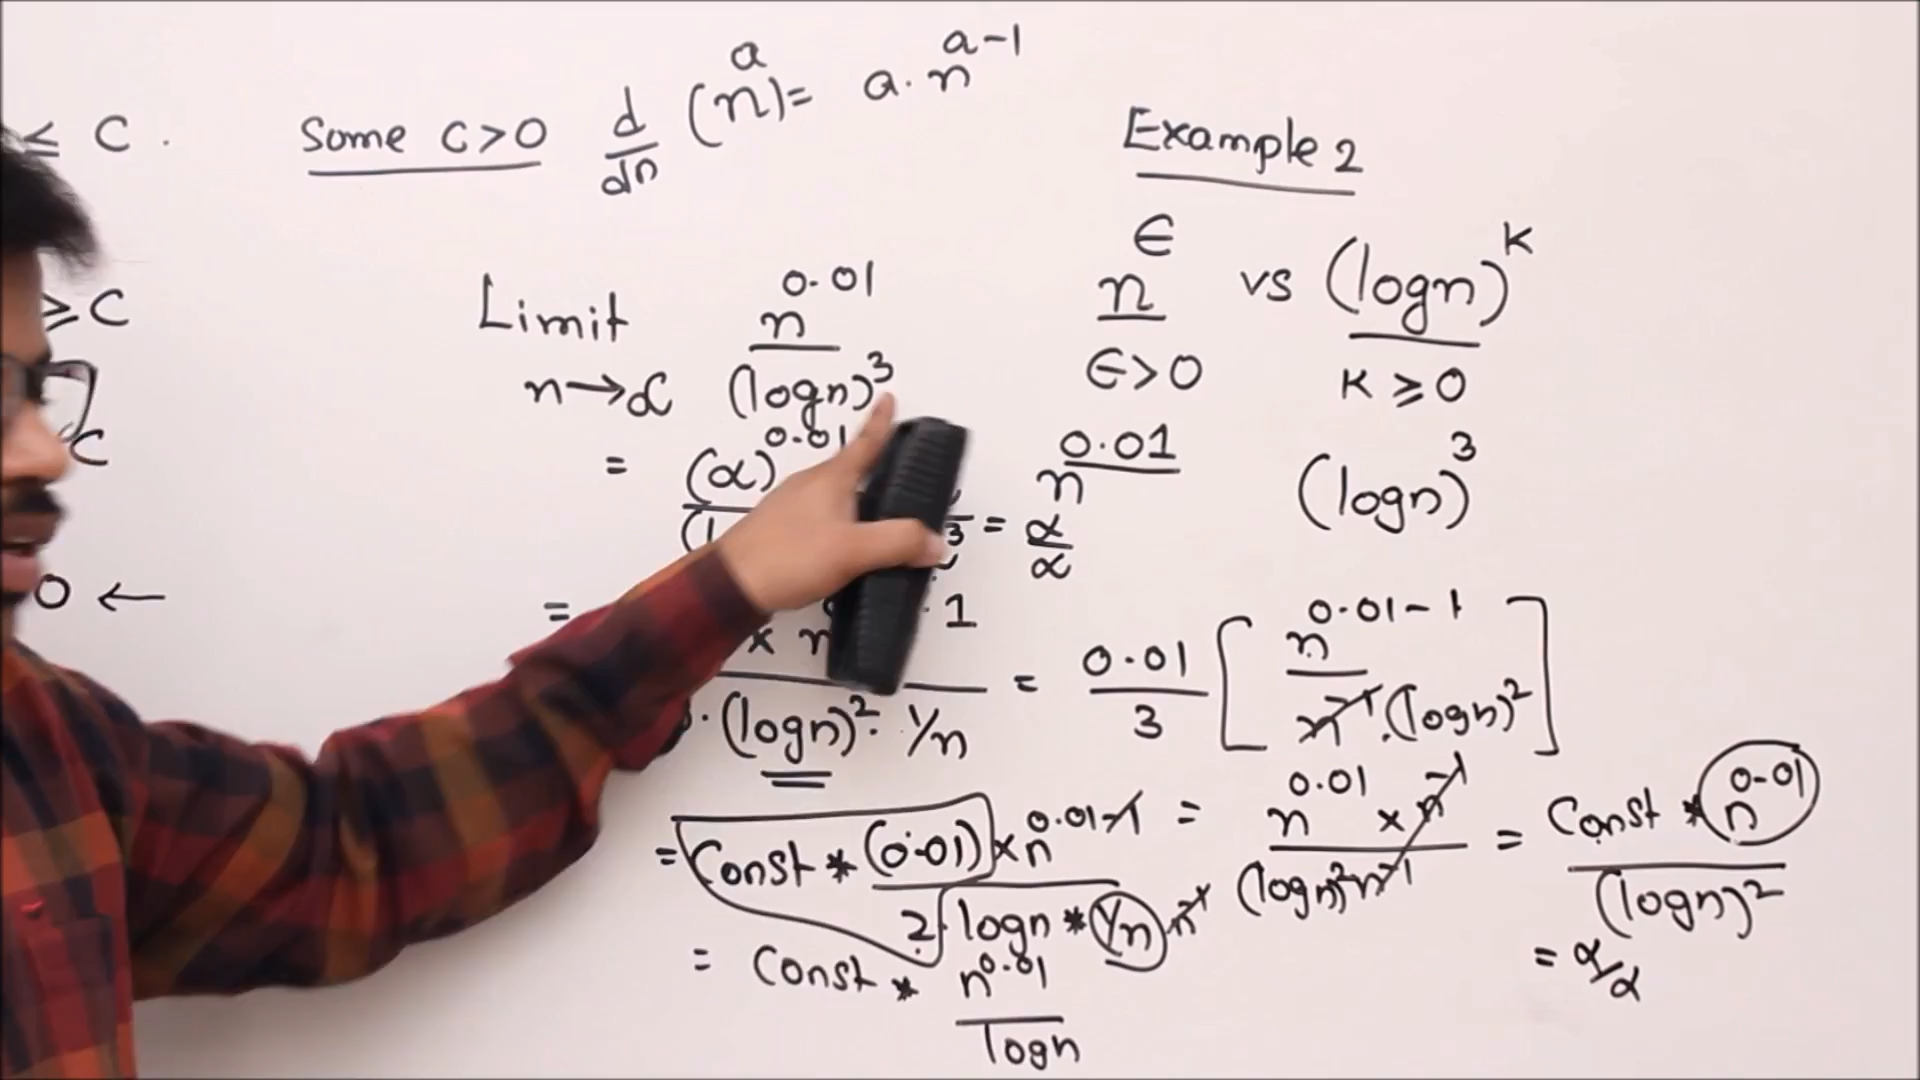 ≤ C .
Some C>0 d/dn (n^a) = a · n^(a-1)
Example 2
n^ϵ vs (logn)^K
ϵ>0 K ⩾ 0
⩾ C
Limit n→α n^0.01 / (logn)^3
n^0.01 (logn)^3
C
= (α)^0.01 = α/α
0 ←
= x n · 1 / · (logn)^2 · 1/n = 0.01/3 [ n^(0.01-1) / n^-1 · (logn)^2 ]
= Const * (0.01) × n^(0.01-1) / 2 logn * 1/n n^-1 = n^0.01 × n^-1 / (logn)^2 n^-1 = Const * n^0.01 / (logn)^2
= Const * n^0.01 / logn
= α/α